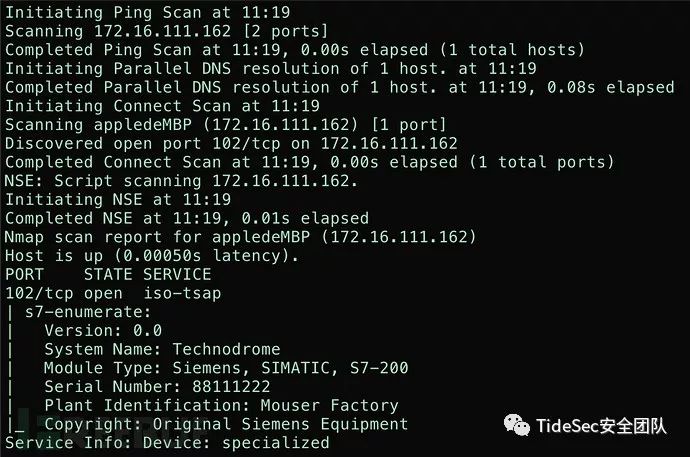 Initiating Ping Scan at 11:19
Scanning 172.16.111.162 [2 ports]
Completed Ping Scan at 11:19, 0.00s elapsed (1 total hosts)
Initiating Parallel DNS resolution of 1 host. at 11:19
Completed Parallel DNS resolution of 1 host. at 11:19, 0.08s elapsed
Initiating Connect Scan at 11:19
Scanning appledeMBP (172.16.111.162) [1 port]
Discovered open port 102/tcp on 172.16.111.162
Completed Connect Scan at 11:19, 0.00s elapsed (1 total ports)
NSE: Script scanning 172.16.111.162.
Initiating NSE at 11:19
Completed NSE at 11:19, 0.01s elapsed
Nmap scan report for appledeMBP (172.16.111.162)
Host is up (0.00050s latency).
PORT    STATE SERVICE
102/tcp open  iso-tsap
| s7-enumerate:
|   Version: 0.0
|   System Name: Technodrome
|   Module Type: Siemens, SIMATIC, S7-200
|   Serial Number: 88111222
|   Plant Identification: Mouser Factory
|_  Copyright: Original Siemens Equipment
Service Info: Device: specialized
TideSec安全团队